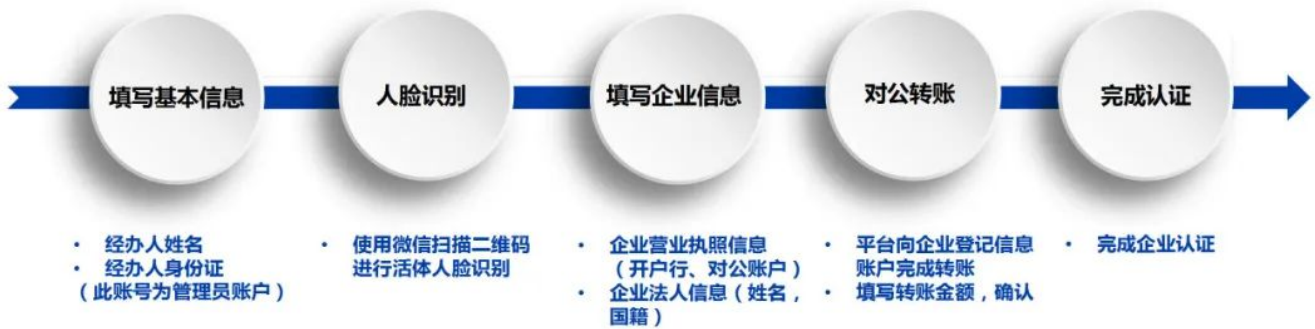 填写基本信息
人脸识别
填写企业信息
对公转账
完成认证
• 经办人姓名
• 经办人身份证
（此账号为管理员账户）
• 使用微信扫描二维码
进行活体人脸识别
• 企业营业执照信息
（开户行、对公账户）
• 企业法人信息（姓名，
国籍）
• 平台向企业登记信息
账户完成转账
• 填写转账金额，确认
• 完成企业认证